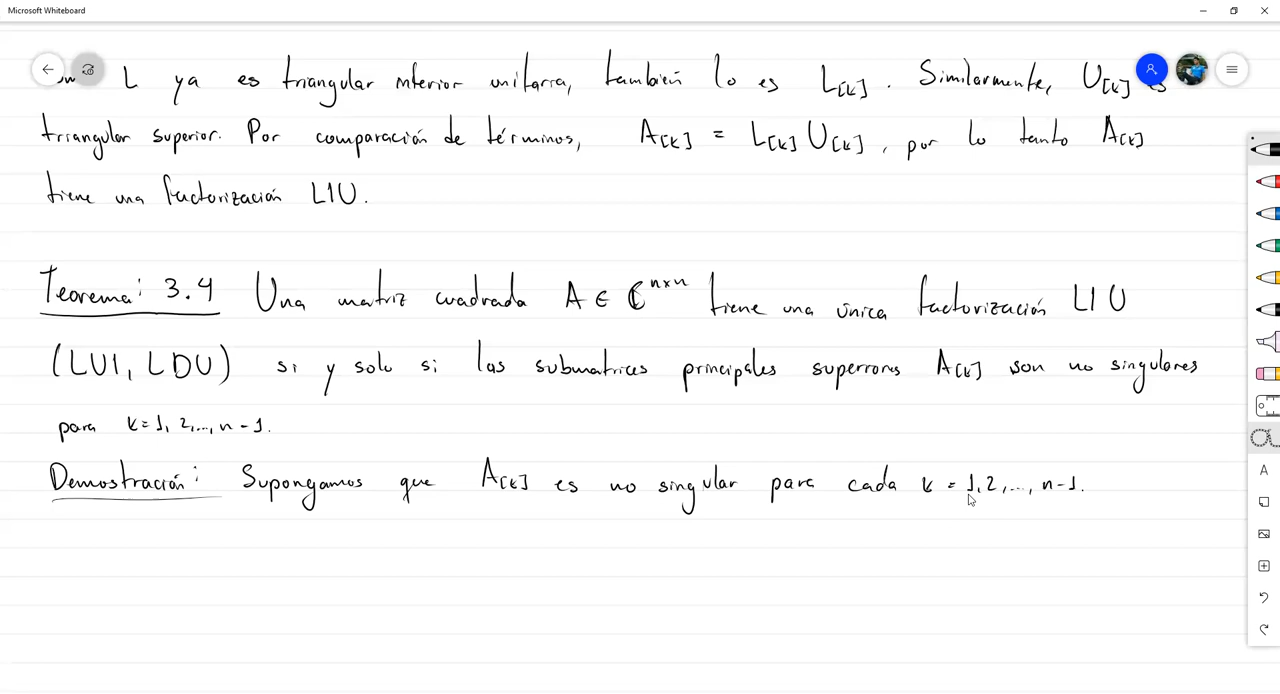 Microsoft Whiteboard
L ya es triangular inferior unitaria, también lo es L[k]. Similarmente, U[k] es
triangular superior. Por comparación de términos, A[k] = L[k] U[k], por lo tanto A[k]
tiene una factorización L1U.
Teorema: 3.4 Una matriz cuadrada A ∈ ℂⁿˣⁿ tiene una única factorización L1U
(LU1, LDU) si y solo si las submatrices principales superiores A[k] son no singulares
para k=1, 2,..., n-1.
Demostración: Supongamos que A[k] es no singular para cada k = 1, 2, ..., n-1.
A